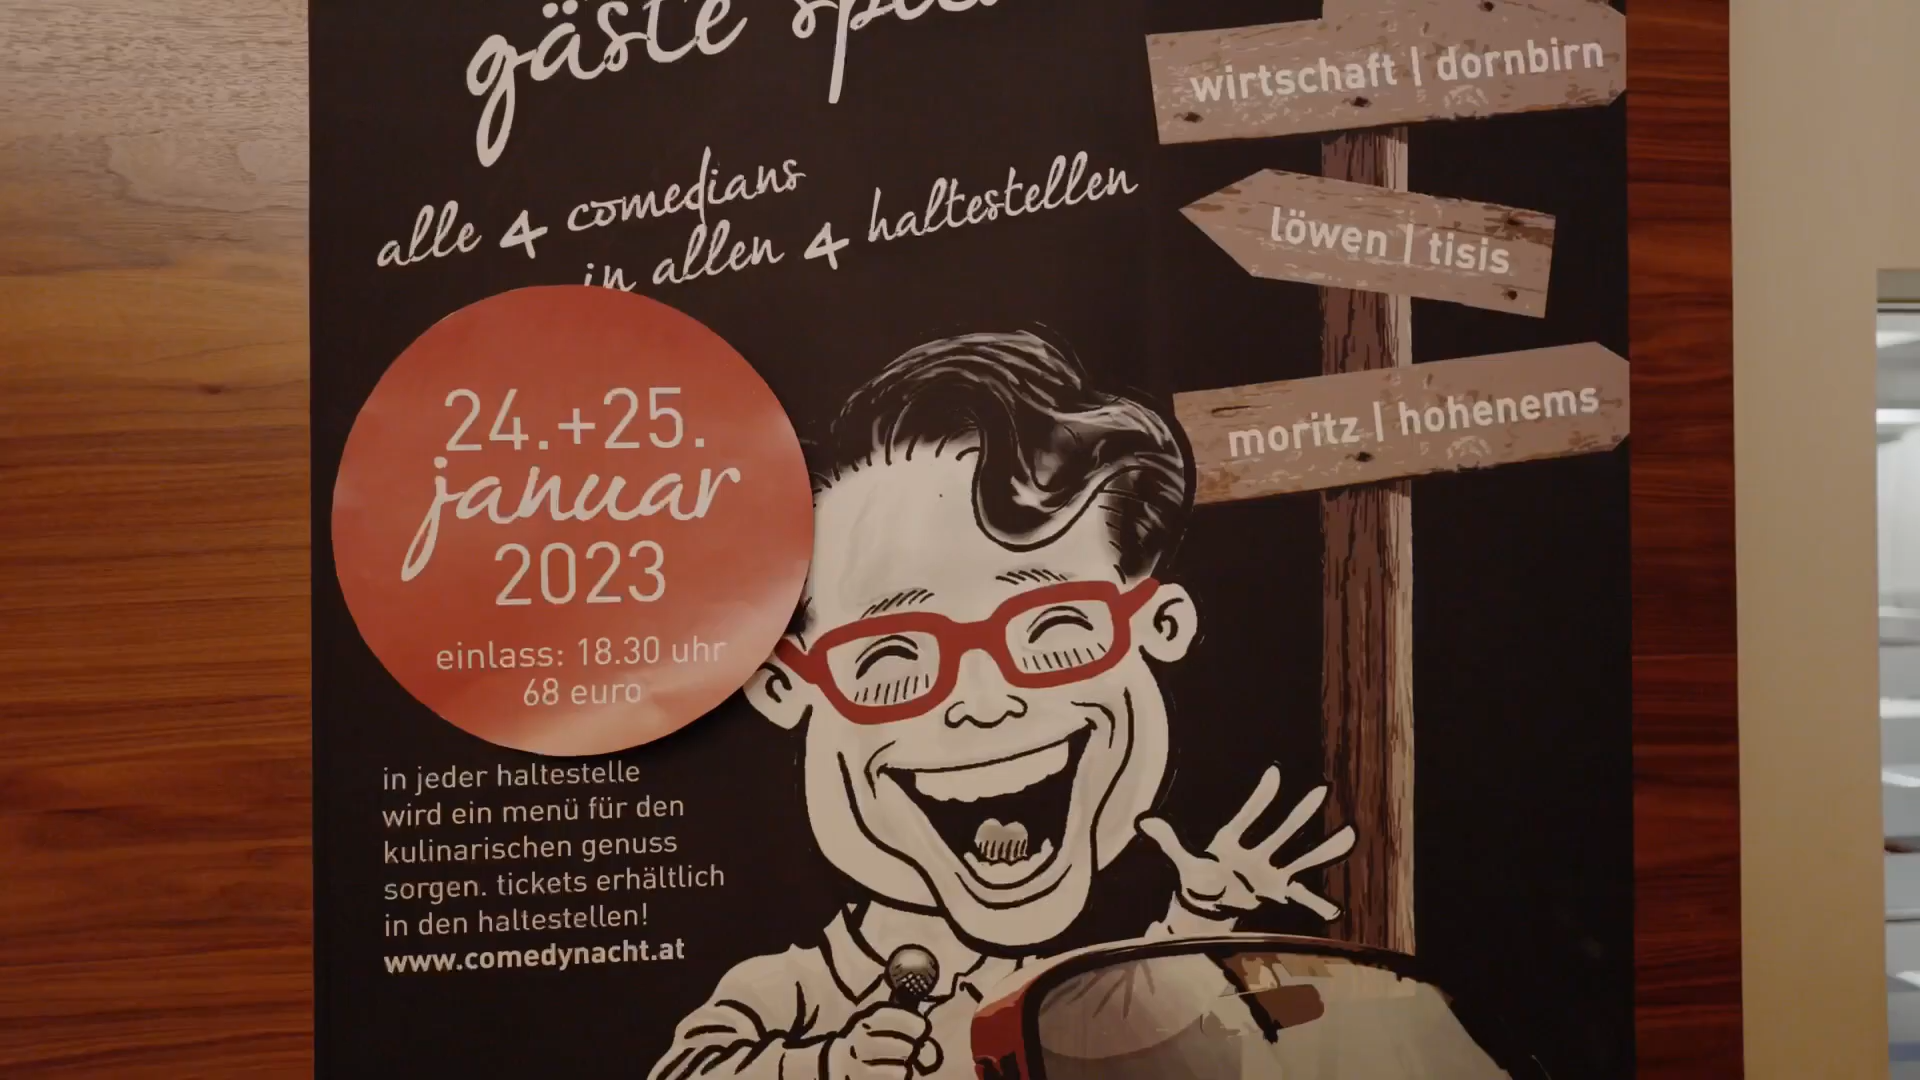 gäste
alle 4 comedians
in allen 4 haltestellen
wirtschaft | dornbirn
löwen | tisis
moritz | hohenems
24.+25.
januar
2023
einlass: 18.30 uhr
68 euro
in jeder haltestelle
wird ein menü für den
kulinarischen genuss
sorgen. tickets erhältlich
in den haltestellen!
www.comedynacht.at